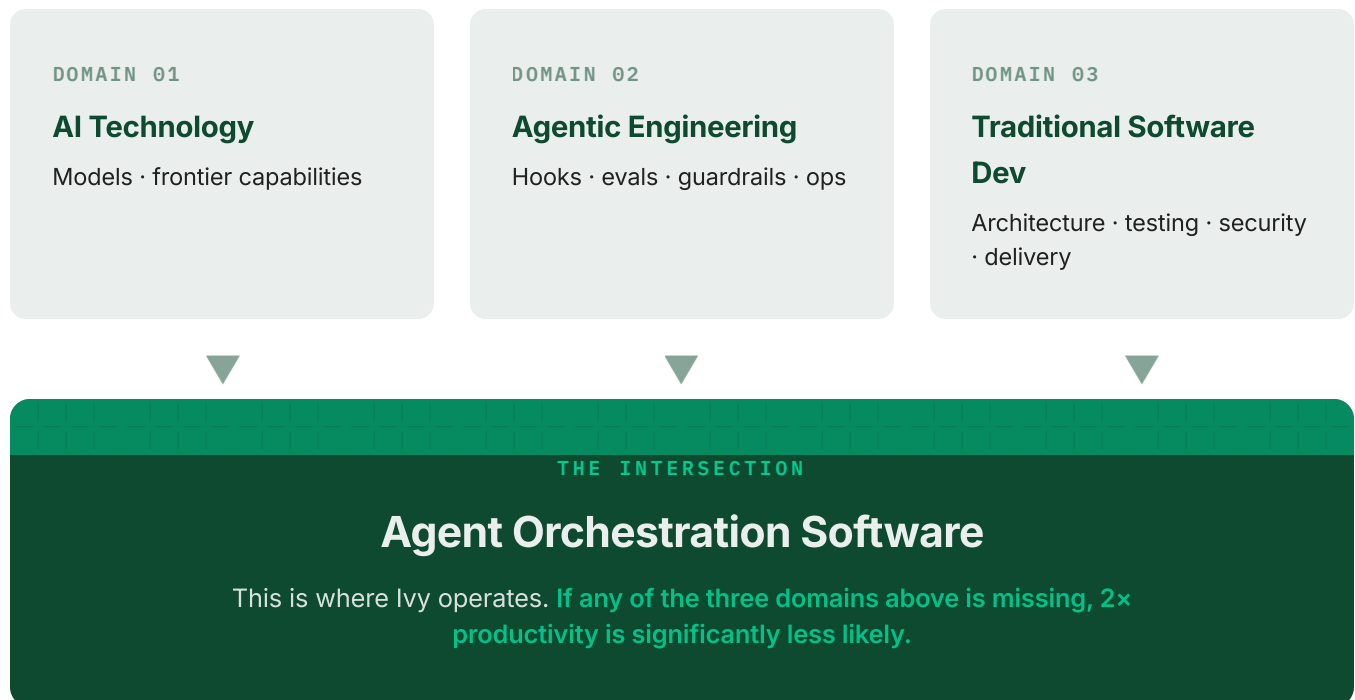 DOMAIN 01
AI Technology
Models · frontier capabilities
DOMAIN 02
Agentic Engineering
Hooks · evals · guardrails · ops
DOMAIN 03
Traditional Software
Dev
Architecture · testing · security
· delivery
THE INTERSECTION
Agent Orchestration Software
This is where Ivy operates. If any of the three domains above is missing, 2×
productivity is significantly less likely.